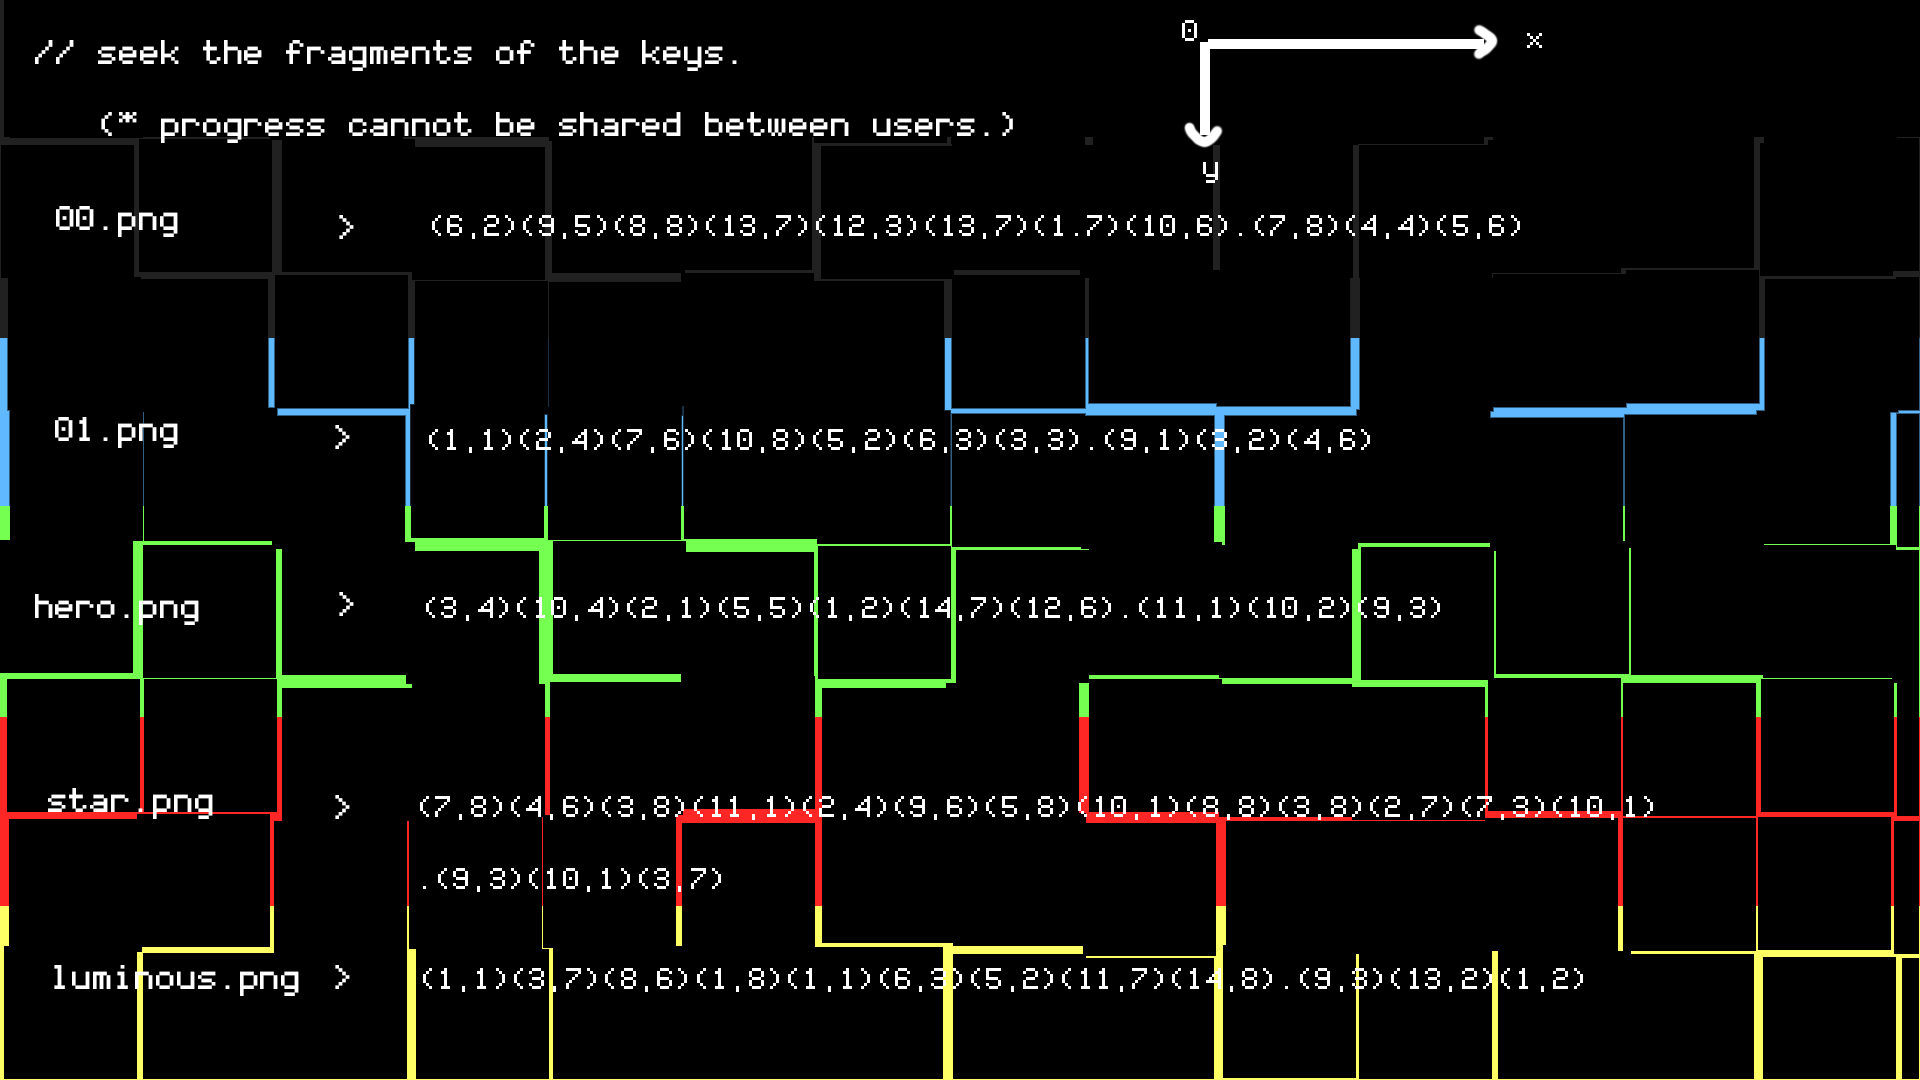 // seek the fragments of the keys.
0
x
(* progress cannot be shared between users.)
y
00.png > (6,2)(9,5)(8,8)(13,7)(12,3)(13,7)(1.7)(10,6).(7,8)(4,4)(5,6)
01.png > (1,1)(2,4)(7,6)(10,8)(5,2)(6,3)(3,3).(9,1)(3,2)(4,6)
hero.png > (3,4)(10,4)(2,1)(5,5)(1,2)(14,7)(12,6).(11,1)(10,2)(9,3)
star.png > (7,8)(4,6)(3,8)(11,1)(2,4)(9,6)(5,8)(10,1)(8,8)(3,8)(2,7)(7,3)(10,1)
.(9,3)(10,1)(3,7)
luminous.png > (1,1)(3,7)(8,6)(1,8)(1,1)(6,3)(5,2)(11,7)(14,8).(9,3)(13,2)(1,2)